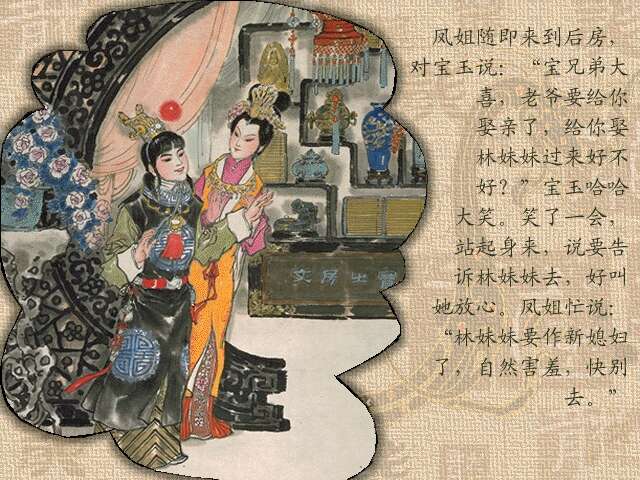 凤姐随即来到后房，
对宝玉说：“宝兄弟大
喜，老爷要给你
娶亲了，给你娶
林妹妹过来好不
好？”宝玉哈哈
大笑。笑了一会，
站起身来，说要告
诉林妹妹去，好叫
她放心。凤姐忙说：
“林妹妹要作新媳妇
了，自然害羞，快别
去。”
文房士寶